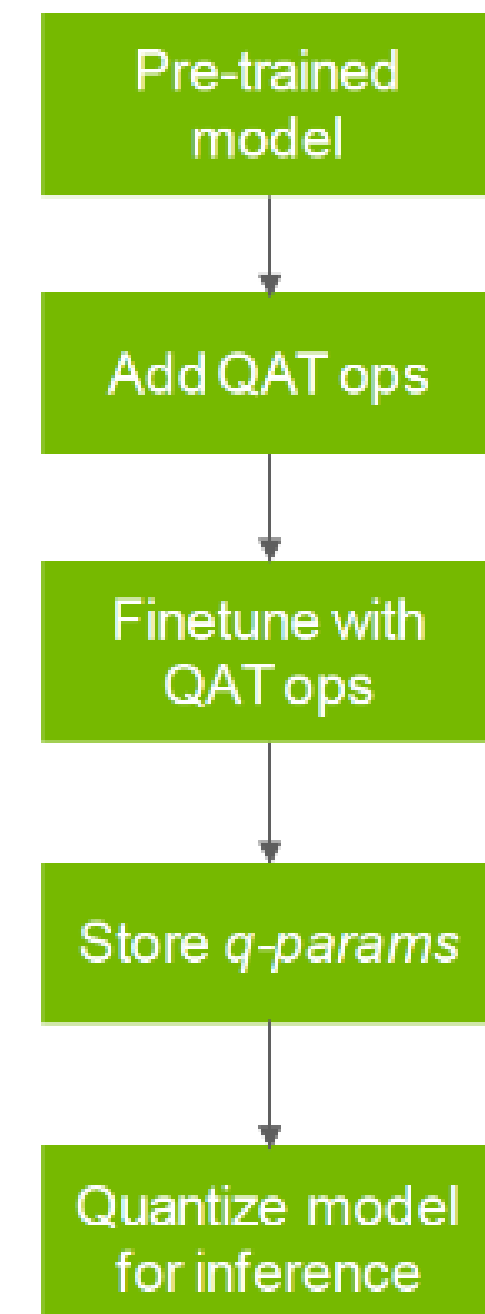 Pre-trained
model
Add QAT ops
Finetune with
QAT ops
Store q-params
Quantize model
for inference